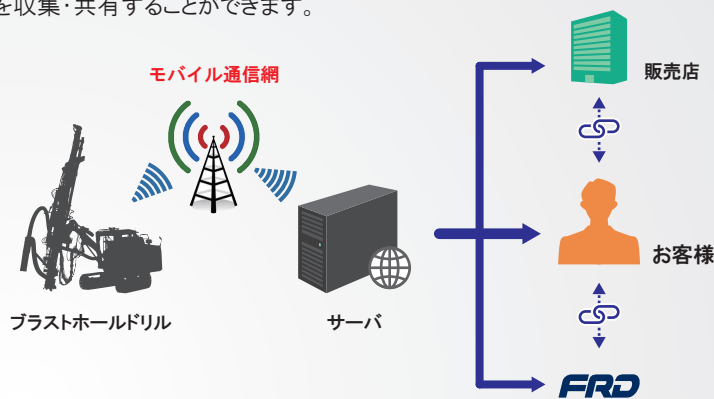 を収集・共有することができます。
モバイル通信網
販売店
お客様
ブラストホールドリル
サーバ
FRD